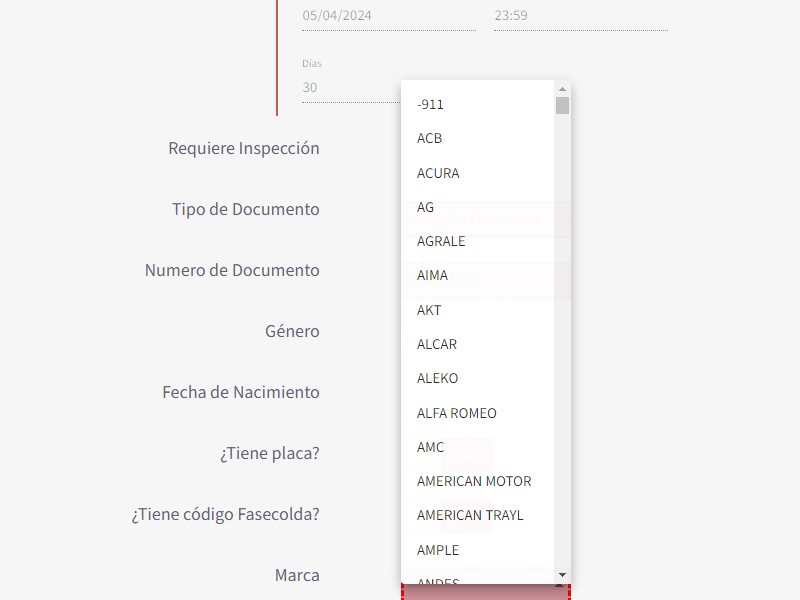 05/04/2024 23:59
Días
30
-911
ACB
Requiere Inspección
ACURA
Tipo de Documento
AG
AGRALE
Numero de Documento
AIMA
AKT
Género
ALCAR
ALEKO
Fecha de Nacimiento
ALFA ROMEO
¿Tiene placa?
AMC
AMERICAN MOTOR
¿Tiene código Fasecolda?
AMERICAN TRAYL
AMPLE
Marca
ANDES